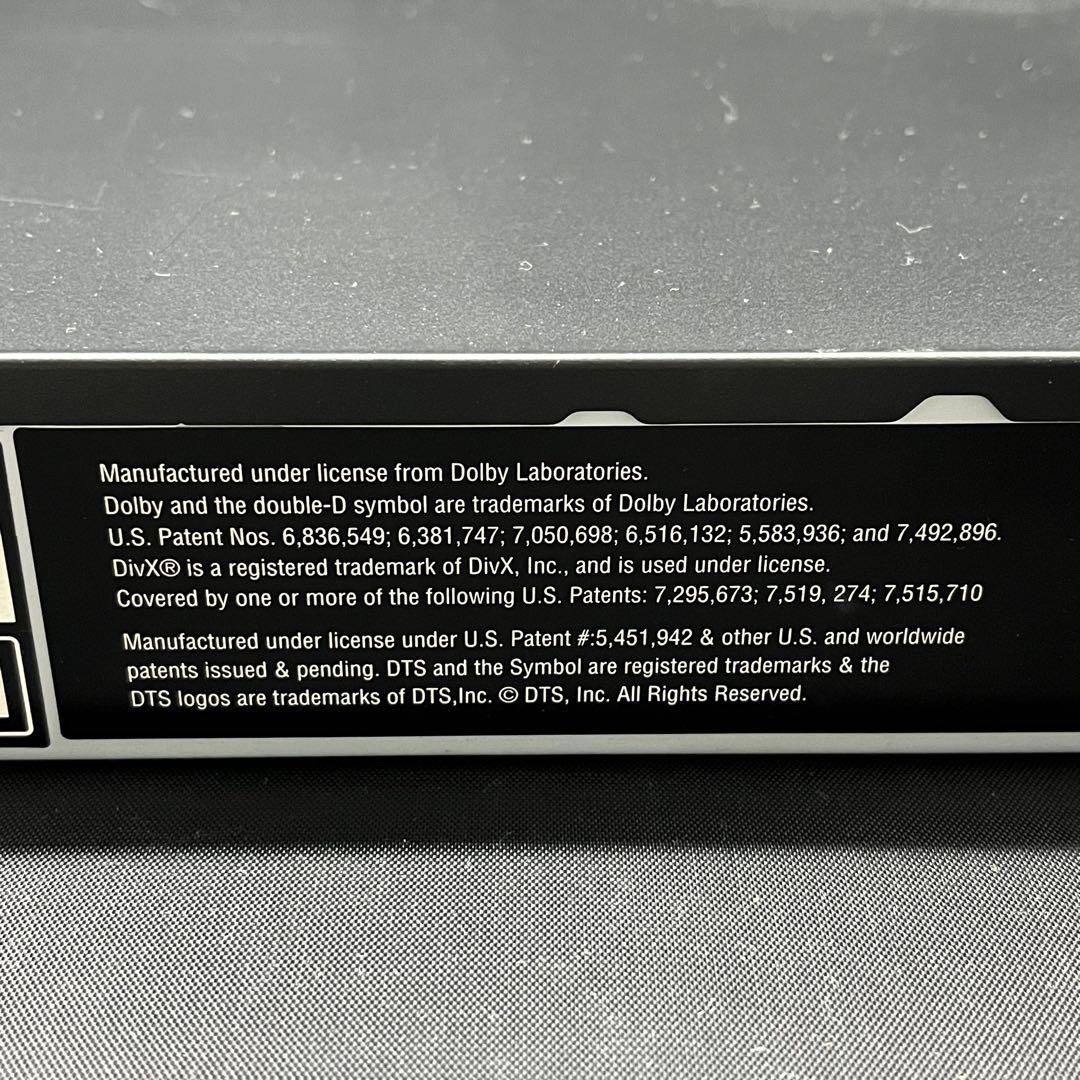 Manufactured under license from Dolby Laboratories.
Dolby and the double-D symbol are trademarks of Dolby Laboratories.
U.S. Patent Nos. 6,836,549; 6,381,747; 7,050,698; 6,516,132; 5,583,936; and 7,492,896.
DivX® is a registered trademark of DivX, Inc., and is used under license.
Covered by one or more of the following U.S. Patents: 7,295,673; 7,519, 274; 7,515,710
Manufactured under license under U.S. Patent #:5,451,942 & other U.S. and worldwide
patents issued & pending. DTS and the Symbol are registered trademarks & the
DTS logos are trademarks of DTS,Inc. © DTS, Inc. All Rights Reserved.